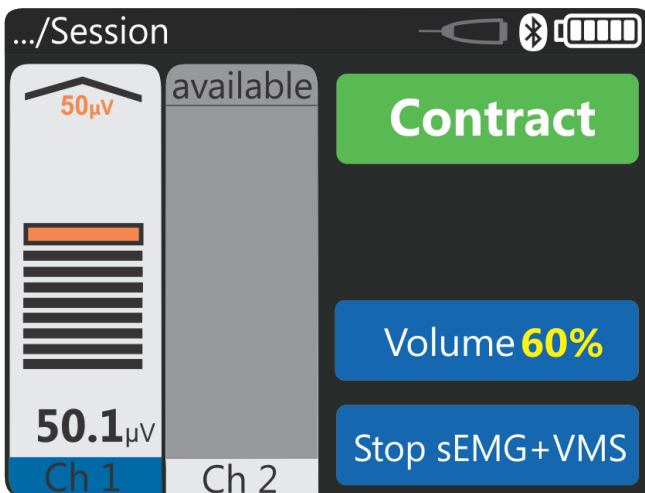 .../Session
50µV
available
Contract
Volume 60%
50.1µV
Stop sEMG+VMS
Ch 1
Ch 2